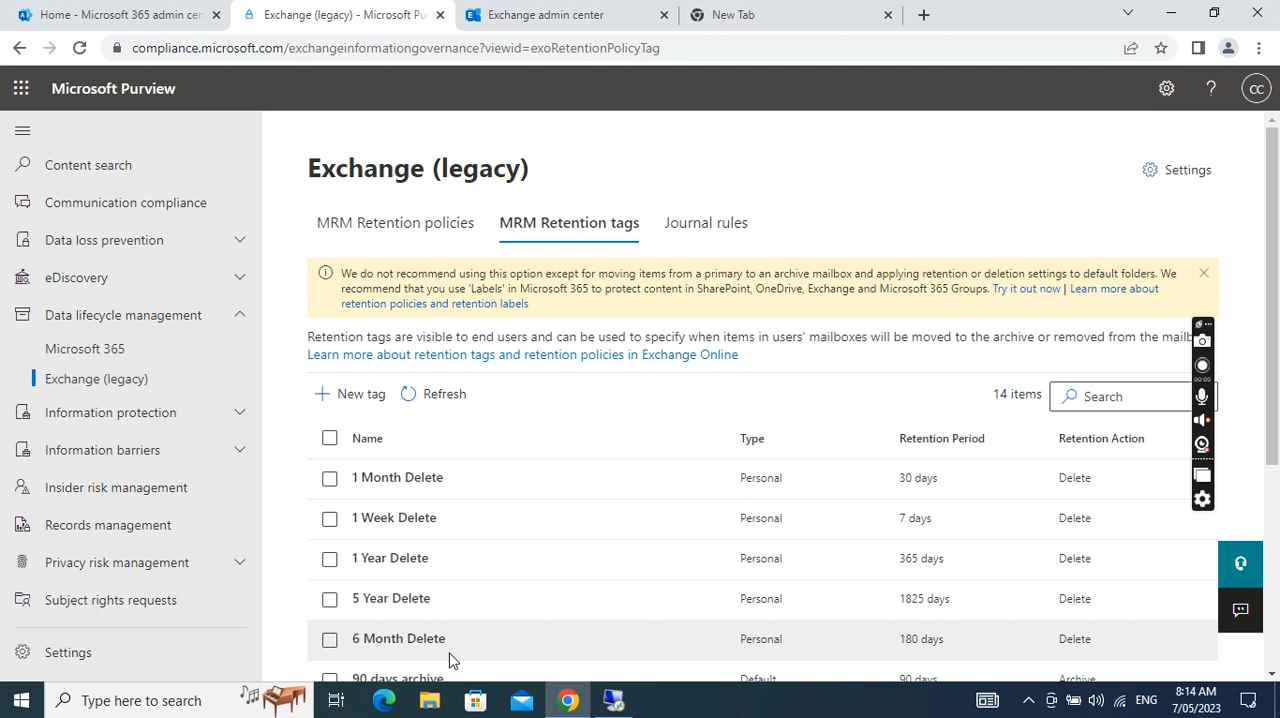 Home - Microsoft 365 admin cen
Exchange (legacy) - Microsoft Pu
Exchange admin center
New Tab
compliance.microsoft.com/exchangeinformationgovernance?viewid=exoRetentionPolicyTag
Microsoft Purview
CC
Content search
Communication compliance
Data loss prevention
eDiscovery
Data lifecycle management
Microsoft 365
Exchange (legacy)
Information protection
Information barriers
Insider risk management
Records management
Privacy risk management
Subject rights requests
Settings
Exchange (legacy)
Settings
MRM Retention policies
MRM Retention tags
Journal rules
We do not recommend using this option except for moving items from a primary to an archive mailbox and applying retention or deletion settings to default folders. We
recommend that you use 'Labels' in Microsoft 365 to protect content in SharePoint, OneDrive, Exchange and Microsoft 365 Groups. Try it out now | Learn more about
retention policies and retention labels
Retention tags are visible to end users and can be used to specify when items in users' mailboxes will be moved to the archive or removed from the mailb
Learn more about retention tags and retention policies in Exchange Online
New tag Refresh 14 items Search
Name Type Retention Period Retention Action
1 Month Delete Personal 30 days Delete
1 Week Delete Personal 7 days Delete
1 Year Delete Personal 365 days Delete
5 Year Delete Personal 1825 days Delete
6 Month Delete Personal 180 days Delete
90 days archive Default 90 days Archive
00:00
Type here to search
ENG
8:14 AM
7/05/2023